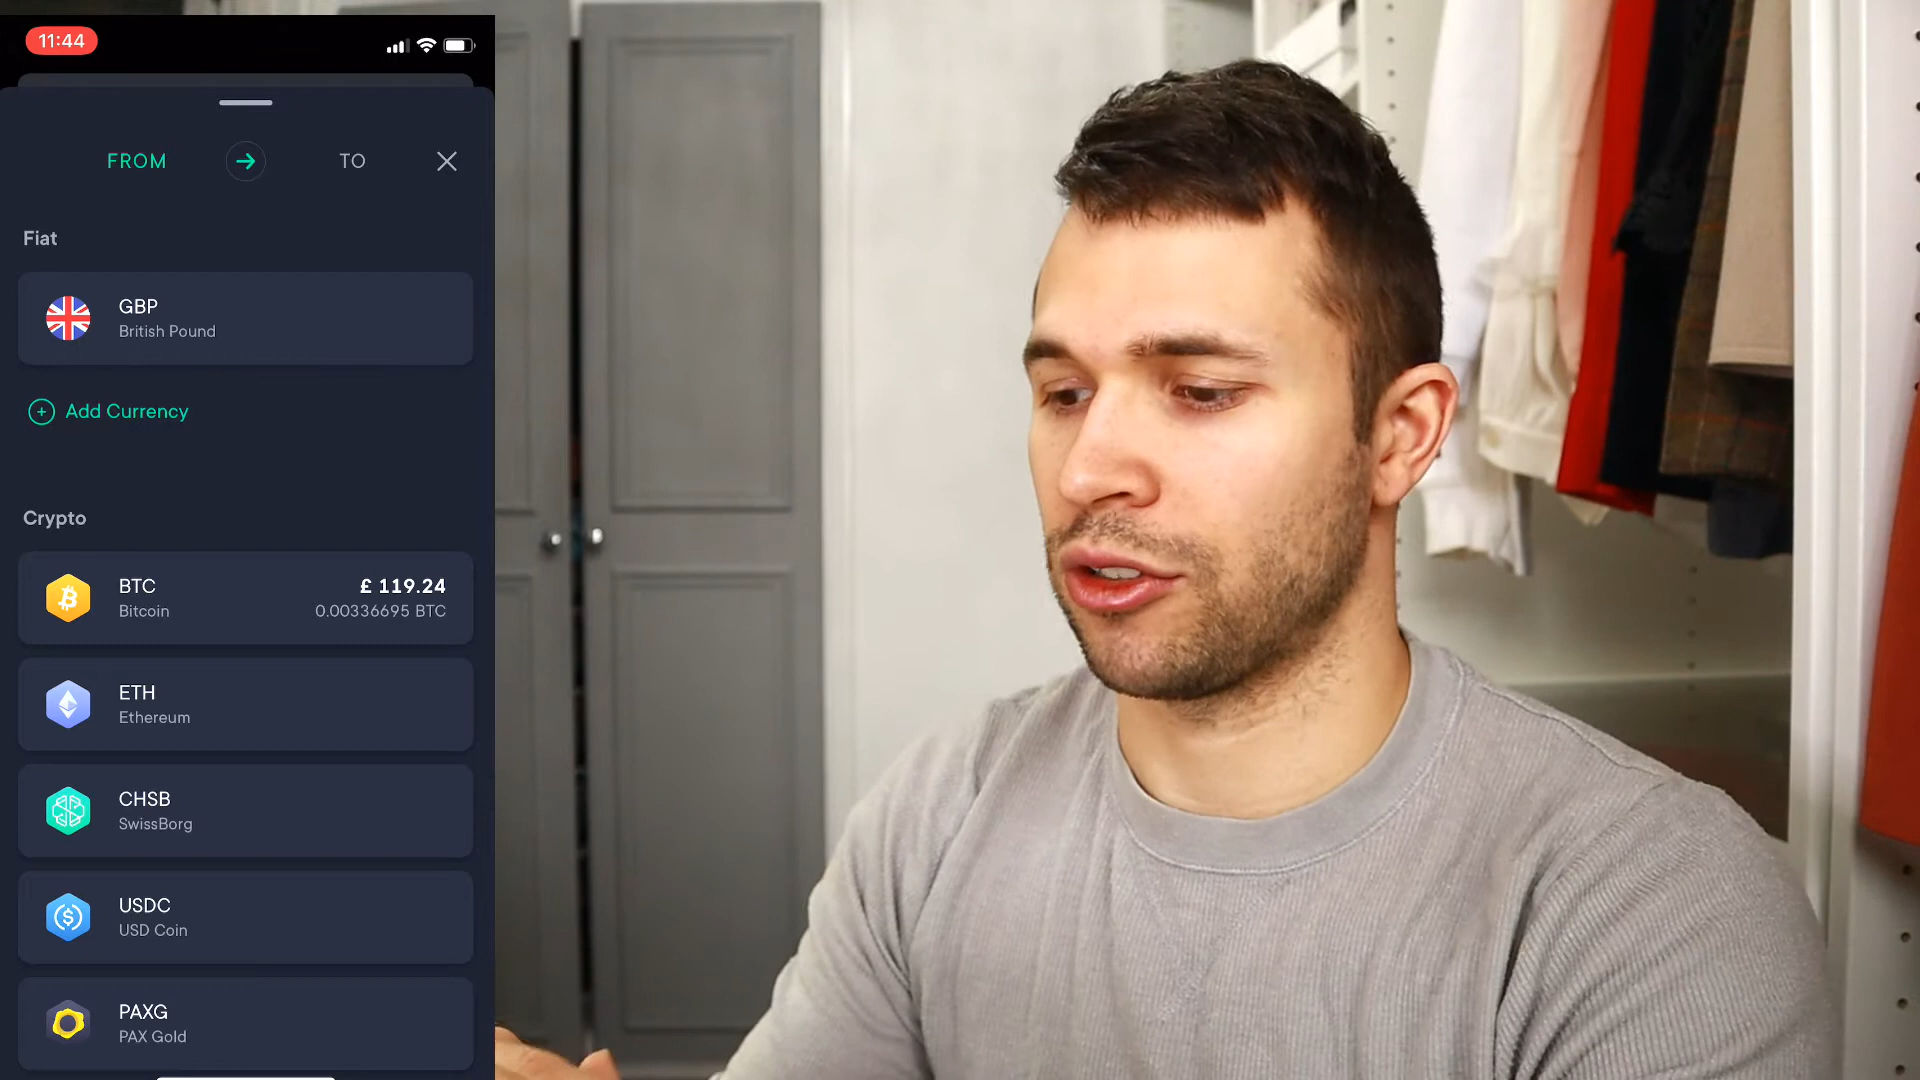 11:44
FROM
TO
Fiat
GBP
British Pound
Add Currency
Crypto
BTC
£ 119.24
Bitcoin
0.00336695 BTC
ETH
Ethereum
CHSB
SwissBorg
USDC
USD Coin
PAXG
PAX Gold